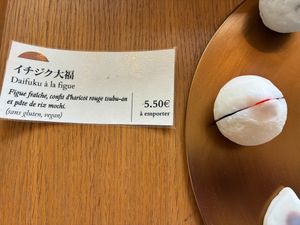 イチジク大福
Daifuku à la figue
Figue fraîche, confit d'haricot rouge tsubu-an
et pâte de riz mochi.
(sans gluten, vegan)
5.50€
à emporter